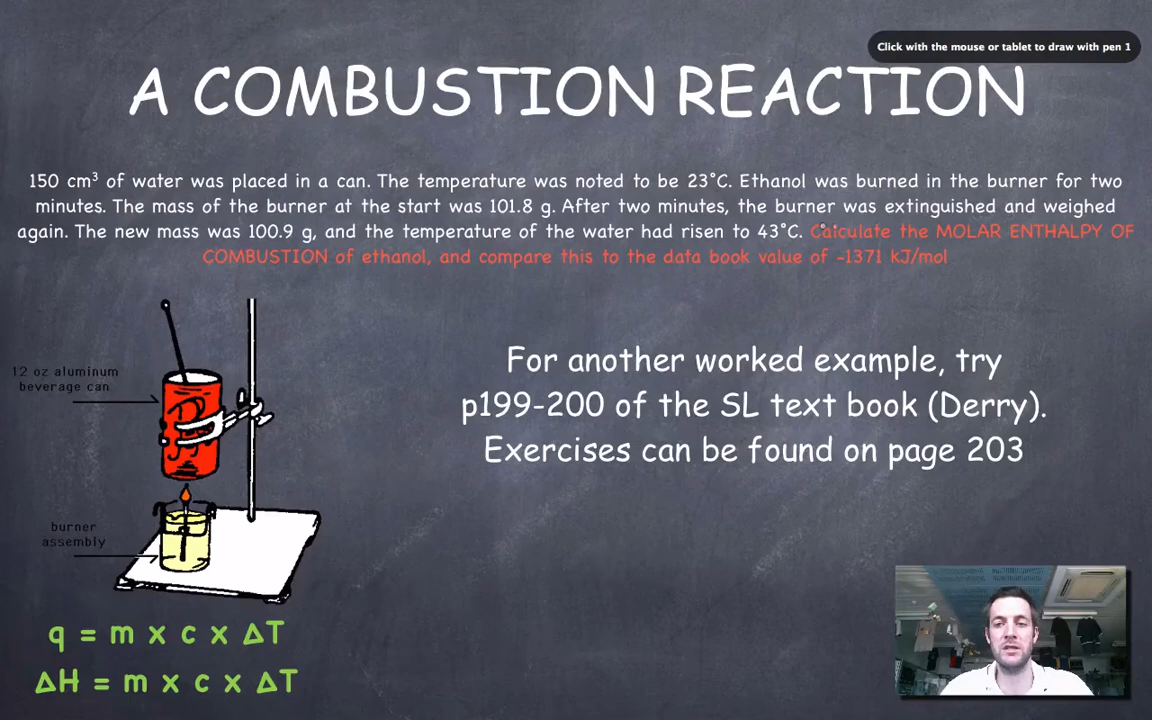 Click with the mouse or tablet to draw with pen 1
A COMBUSTION REACTION
150 cm³ of water was placed in a can. The temperature was noted to be 23°C. Ethanol was burned in the burner for two
minutes. The mass of the burner at the start was 101.8 g. After two minutes, the burner was extinguished and weighed
again. The new mass was 100.9 g, and the temperature of the water had risen to 43°C. Calculate the MOLAR ENTHALPY OF
COMBUSTION of ethanol, and compare this to the data book value of -1371 kJ/mol
12 oz aluminum
beverage can
For another worked example, try
p199-200 of the SL text book (Derry).
Exercises can be found on page 203
burner
assembly
q = m x c x ΔT
ΔH = m x c x ΔT